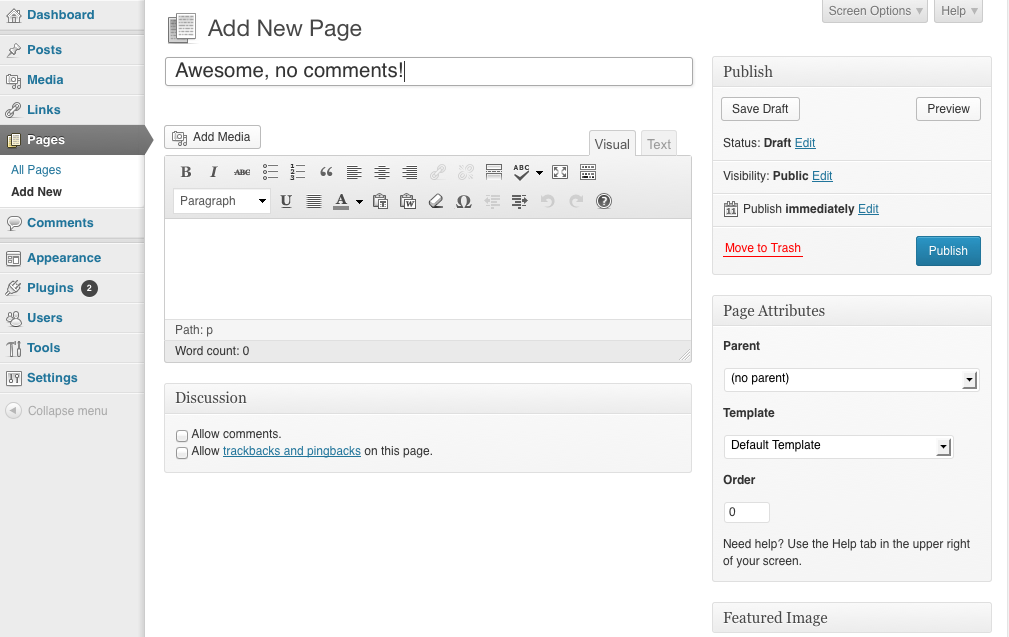 Dashboard
Posts
Media
Links
Pages
All Pages
Add New
Comments
Appearance
Plugins 2
Users
Tools
Settings
Collapse menu
Screen Options Help
Add New Page
Awesome, no comments!
Add Media
Visual Text
B I ABC ABC
Paragraph U A Ω ?
Path: p
Word count: 0
Discussion
Allow comments.
Allow trackbacks and pingbacks on this page.
Publish
Save Draft Preview
Status: Draft Edit
Visibility: Public Edit
11 Publish immediately Edit
Move to Trash Publish
Page Attributes
Parent
(no parent)
Template
Default Template
Order
0
Need help? Use the Help tab in the upper right
of your screen.
Featured Image